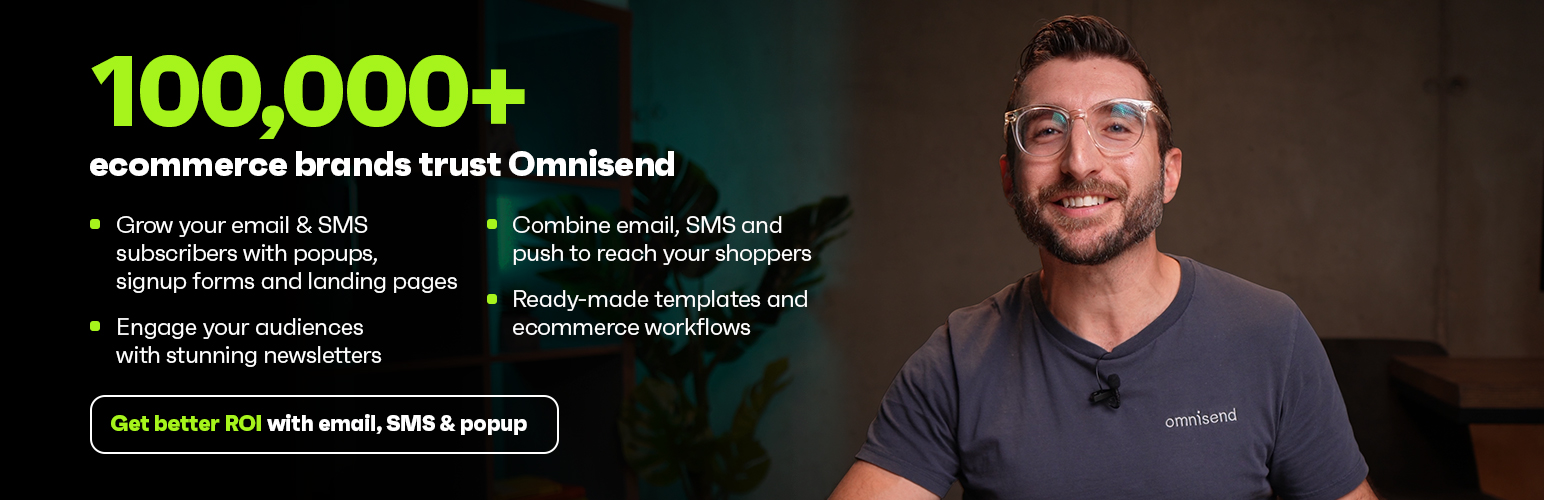 100,000+
ecommerce brands trust Omnisend
Grow your email & SMS
subscribers with popups,
signup forms and landing pages
Engage your audiences
with stunning newsletters
Combine email, SMS and
push to reach your shoppers
Ready-made templates and
ecommerce workflows
Get better ROI with email, SMS & popup
omnisend